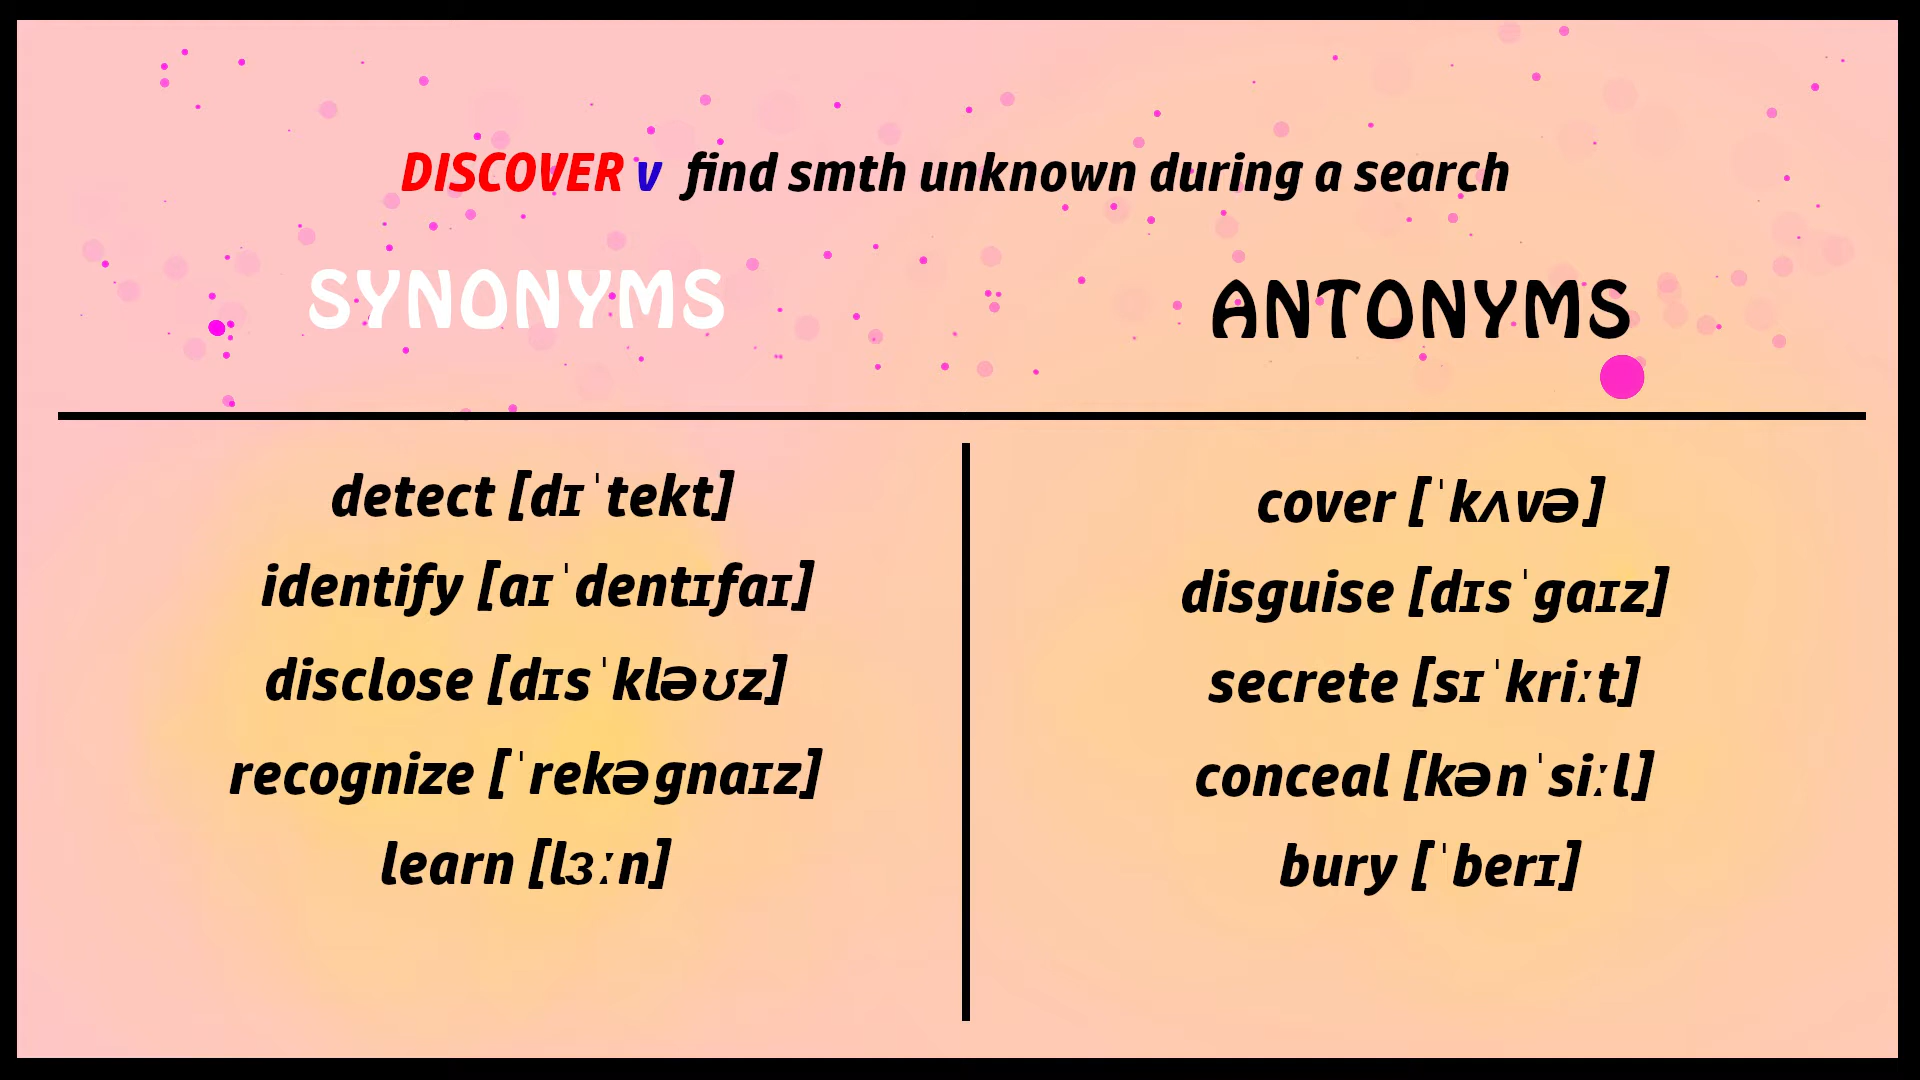 DISCOVER v find smth unknown during a search
SYNONYMS
ANTONYMS
detect [dɪˈtekt]
identify [aɪˈdentɪfaɪ]
disclose [dɪsˈkləʊz]
recognize [ˈrekəgnaɪz]
learn [lɜːn]
cover [ˈkʌvə]
disguise [dɪsˈgaɪz]
secrete [sɪˈkriːt]
conceal [kənˈsiːl]
bury [ˈberɪ]